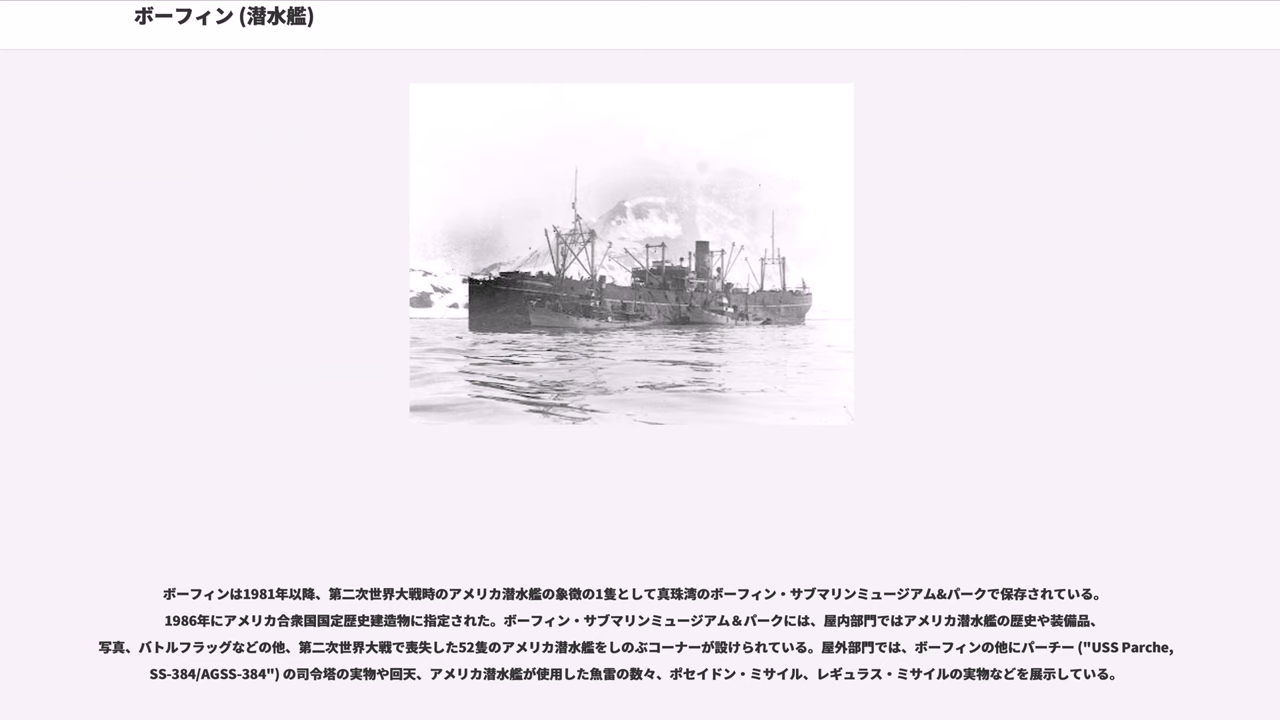 ボーフィン (潜水艦)
ボーフィンは1981年以降、第二次世界大戦時のアメリカ潜水艦の象徴の1隻として真珠湾のボーフィン・サブマリンミュージアム&パークで保存されている。
1986年にアメリカ合衆国国定歴史建造物に指定された。ボーフィン・サブマリンミュージアム＆パークには、屋内部門ではアメリカ潜水艦の歴史や装備品、
写真、バトルフラッグなどの他、第二次世界大戦で喪失した52隻のアメリカ潜水艦をしのぶコーナーが設けられている。屋外部門では、ボーフィンの他にパーチー ("USS Parche,
SS-384/AGSS-384") の司令塔の実物や回天、アメリカ潜水艦が使用した魚雷の数々、ポセイドン・ミサイル、レギュラス・ミサイルの実物などを展示している。